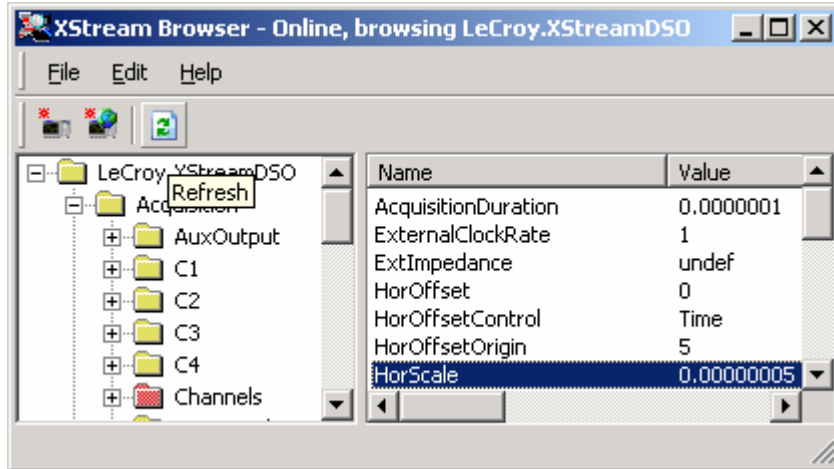 XStream Browser - Online, browsing LeCroy.XStreamDSO
File Edit Help
LeCroy.XStreamDSO
Refresh
Acquisition
AuxOutput
C1
C2
C3
C4
Channels
Name Value
AcquisitionDuration 0.0000001
ExternalClockRate 1
ExtImpedance undef
HorOffset 0
HorOffsetControl Time
HorOffsetOrigin 5
HorScale 0.00000005